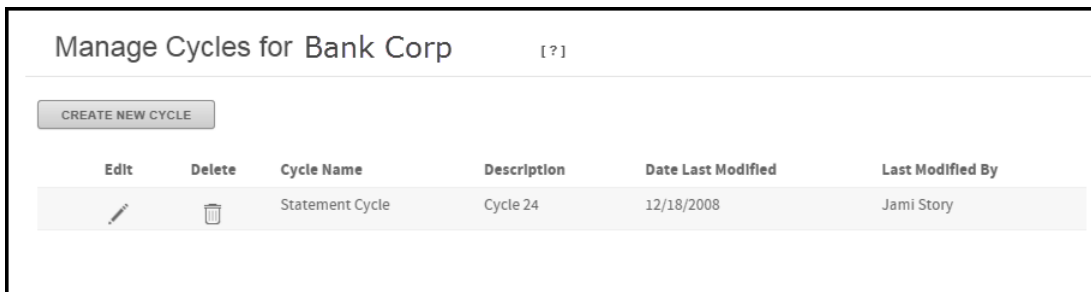 Manage Cycles for Bank Corp [?]
CREATE NEW CYCLE
Edit Delete Cycle Name Description Date Last Modified Last Modified By
Statement Cycle Cycle 24 12/18/2008 Jami Story